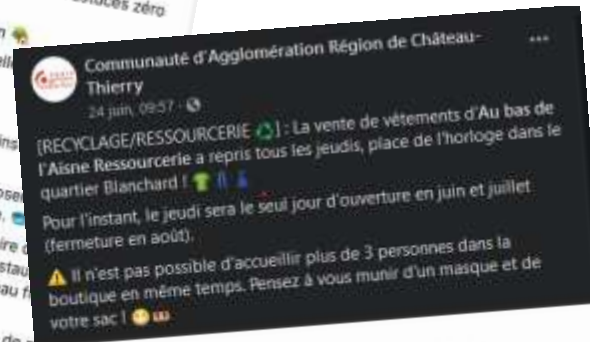 astuces zéro
Communauté d'Agglomération Région de Château-
Thierry
24 juin, 09:57
[RECYCLAGE/RESSOURCERIE ♻] : La vente de vêtements d'Au bas de
l'Aisne Ressourcerie a repris tous les jeudis, place de l'horloge dans le
quartier Blanchard ! 👕👖👗
Pour l'instant, le jeudi sera le seul jour d'ouverture en juin et juillet
(fermeture en août).
⚠ Il n'est pas possible d'accueillir plus de 3 personnes dans la
boutique en même temps. Pensez à vous munir d'un masque et de
votre sac !